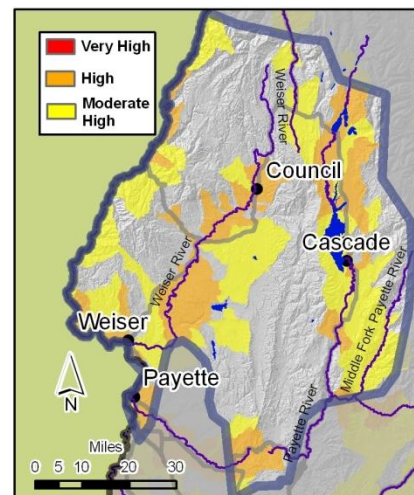 Very High
High
Moderate
High
Weiser River
Council
Cascade
Weiser River
Weiser
Middle Fork Payette River
Payette
Payette River
N
Miles
0 5 10 20 30